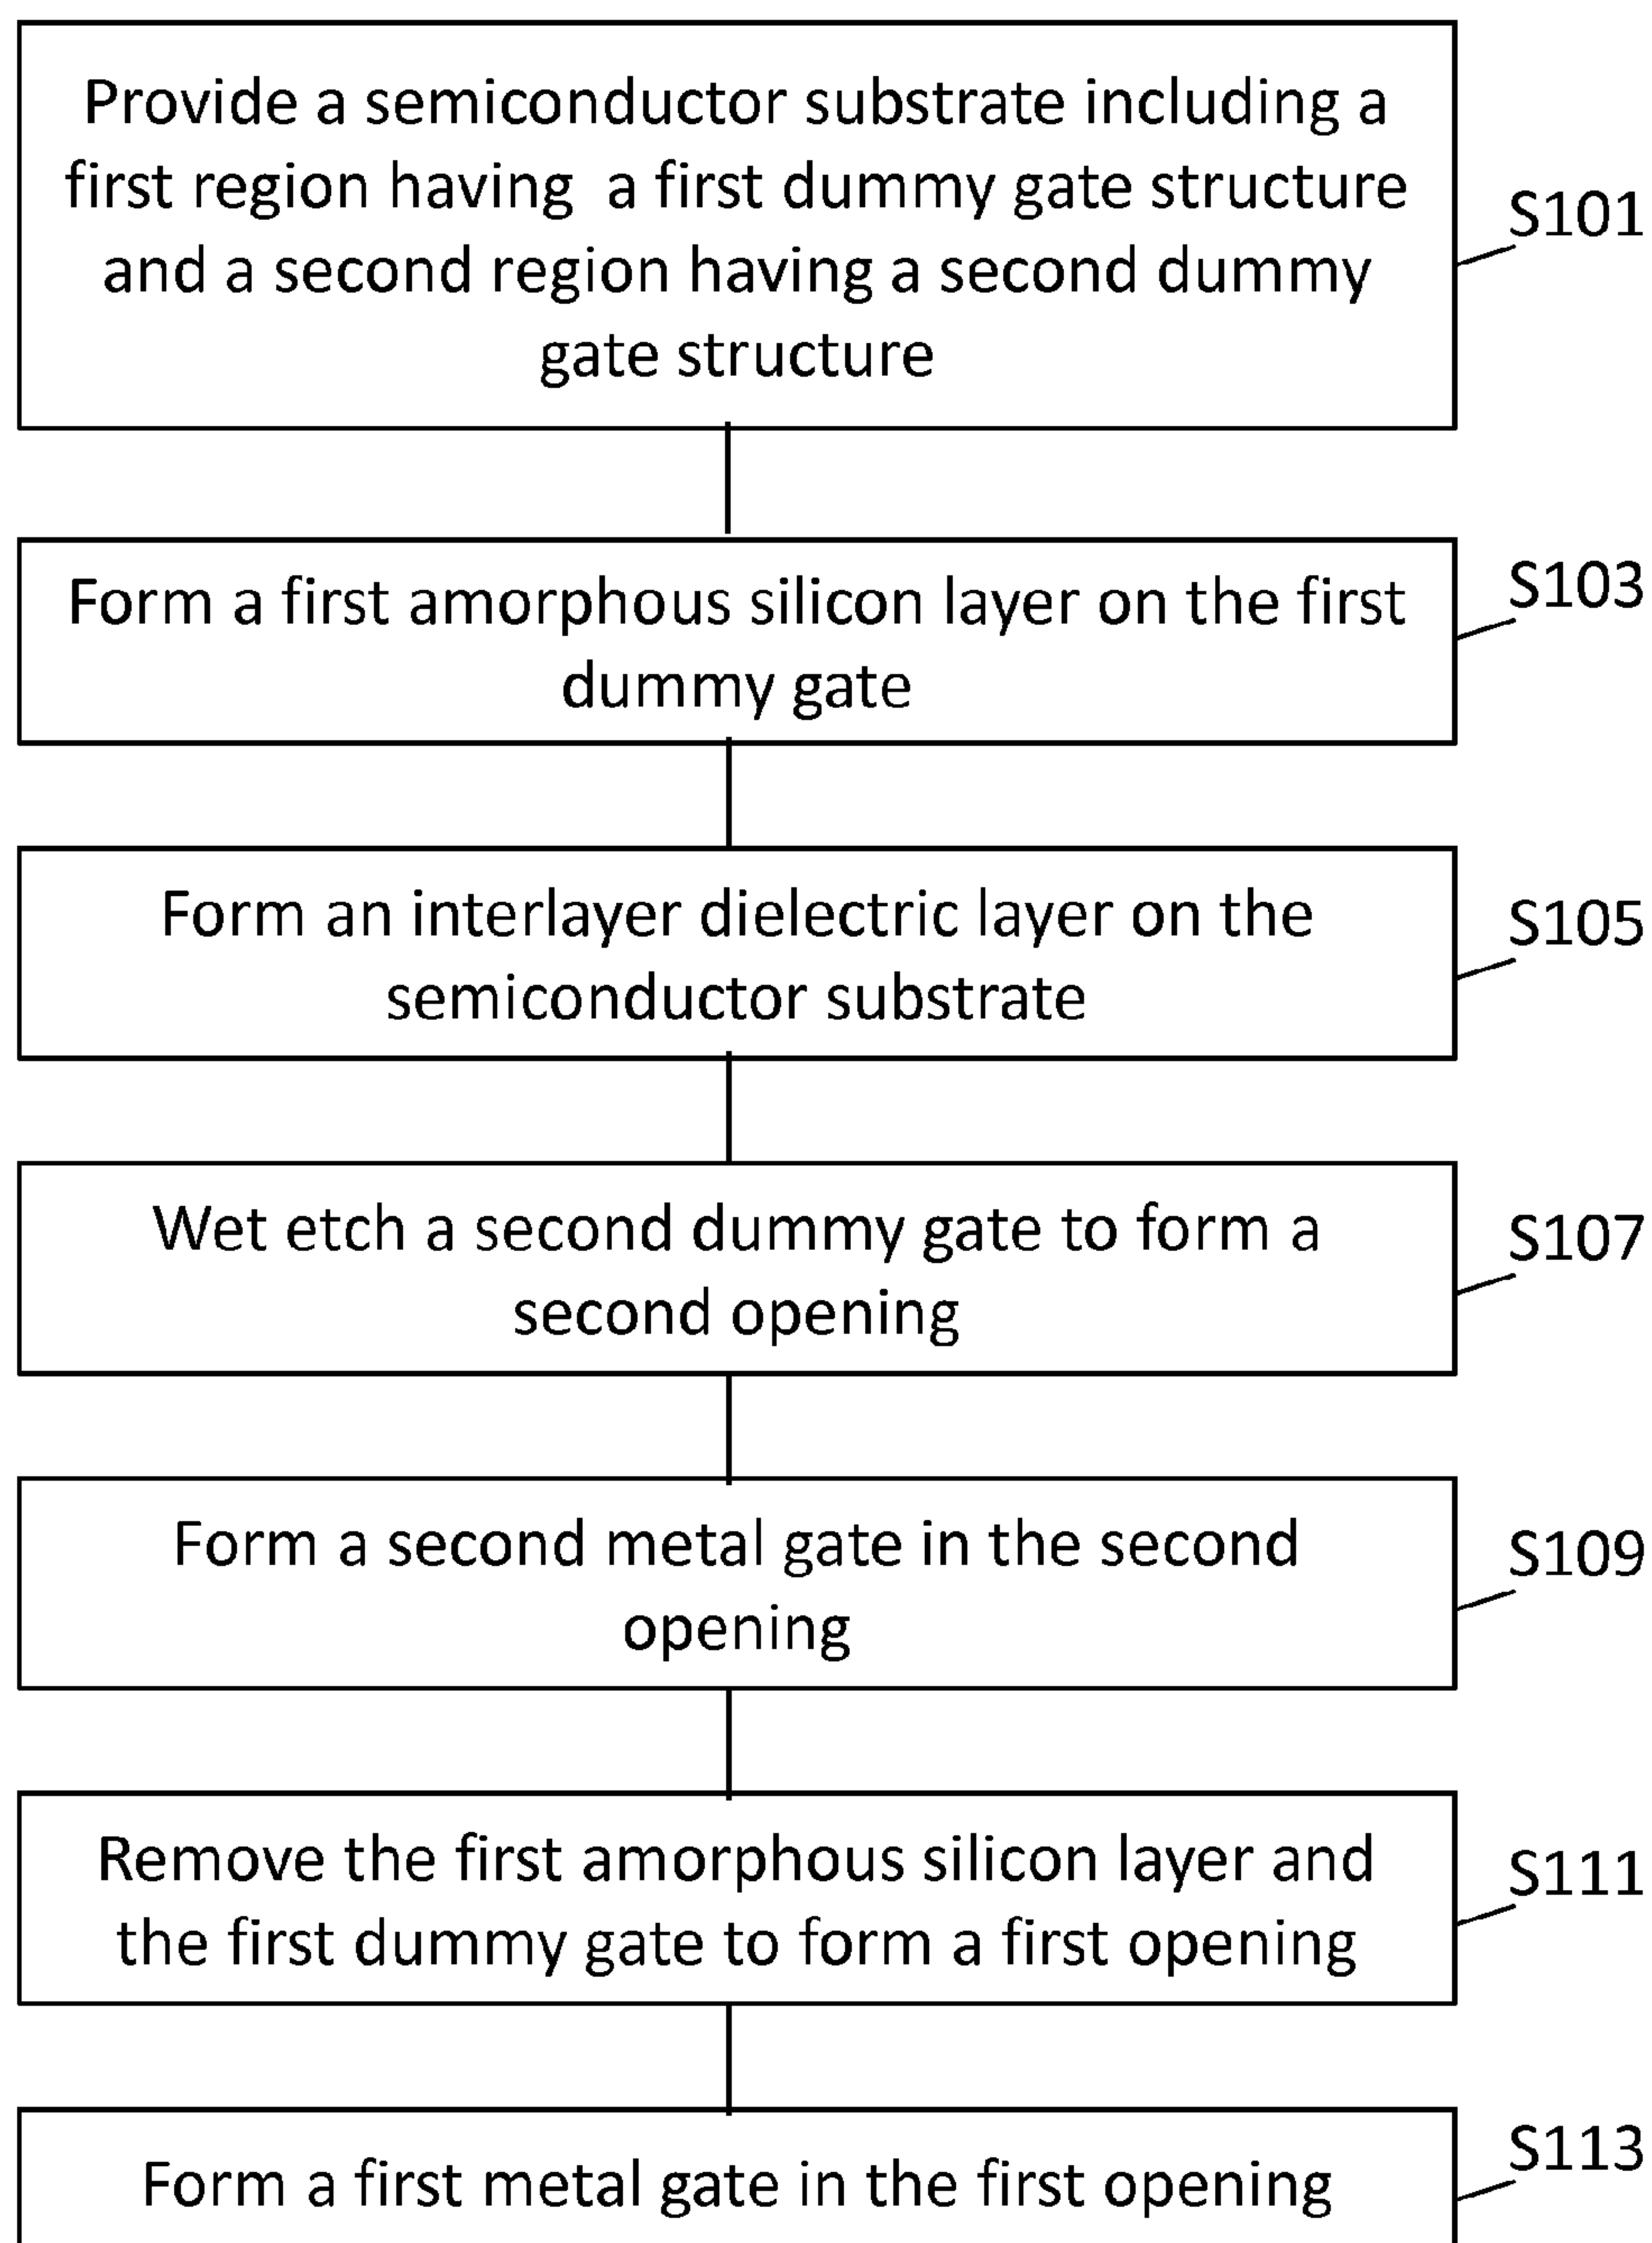 Provide a semiconductor substrate including a
first region having a first dummy gate structure
and a second region having a second dummy
gate structure
S101
Form a first amorphous silicon layer on the first
dummy gate
S103
Form an interlayer dielectric layer on the
semiconductor substrate
S105
Wet etch a second dummy gate to form a
second opening
S107
Form a second metal gate in the second
opening
S109
Remove the first amorphous silicon layer and
the first dummy gate to form a first opening
S111
Form a first metal gate in the first opening
S113